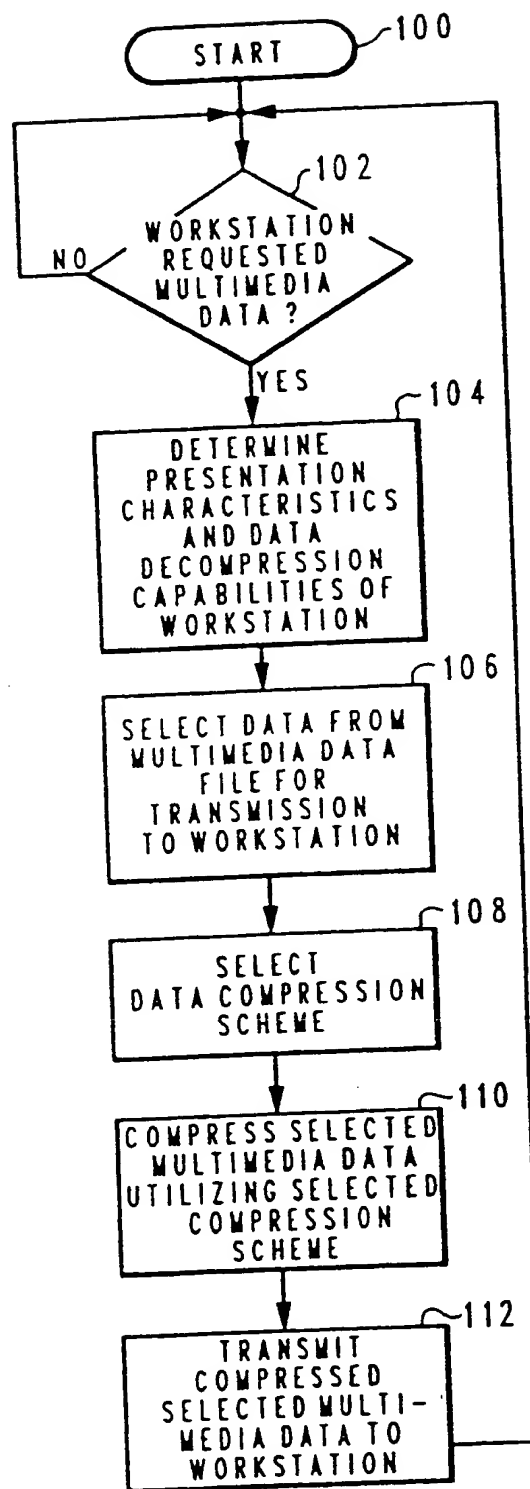 100
START
102
WORKSTATION
REQUESTED
MULTIMEDIA
DATA ?
NO
YES
104
DETERMINE
PRESENTATION
CHARACTERISTICS
AND DATA
DECOMPRESSION
CAPABILITIES OF
WORKSTATION
106
SELECT DATA FROM
MULTIMEDIA DATA
FILE FOR
TRANSMISSION
TO WORKSTATION
108
SELECT
DATA COMPRESSION
SCHEME
110
COMPRESS SELECTED
MULTIMEDIA DATA
UTILIZING SELECTED
COMPRESSION
SCHEME
112
TRANSMIT
COMPRESSED
SELECTED MULTI-
MEDIA DATA TO
WORKSTATION